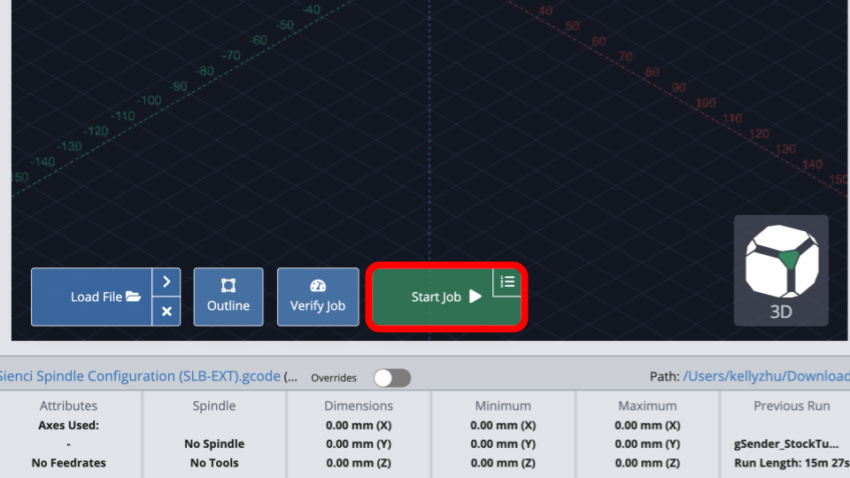 -40
-50
-60
-70
-80
-90
-100
-110
-120
-130
-140
50
40
50
60
70
80
90
100
110
120
130
140
150
Load File
Outline
Verify Job
Start Job
3D
Sienci Spindle Configuration (SLB-EXT).gcode (...
Overrides
Path: /Users/kellyzhu/Download
Attributes
Spindle
Dimensions
Minimum
Maximum
Previous Run
Axes Used:
0.00 mm (X)
0.00 mm (X)
0.00 mm (X)
-
No Spindle
0.00 mm (Y)
0.00 mm (Y)
0.00 mm (Y)
gSender_StockTu...
No Feedrates
No Tools
0.00 mm (Z)
0.00 mm (Z)
0.00 mm (Z)
Run Length: 15m 27s